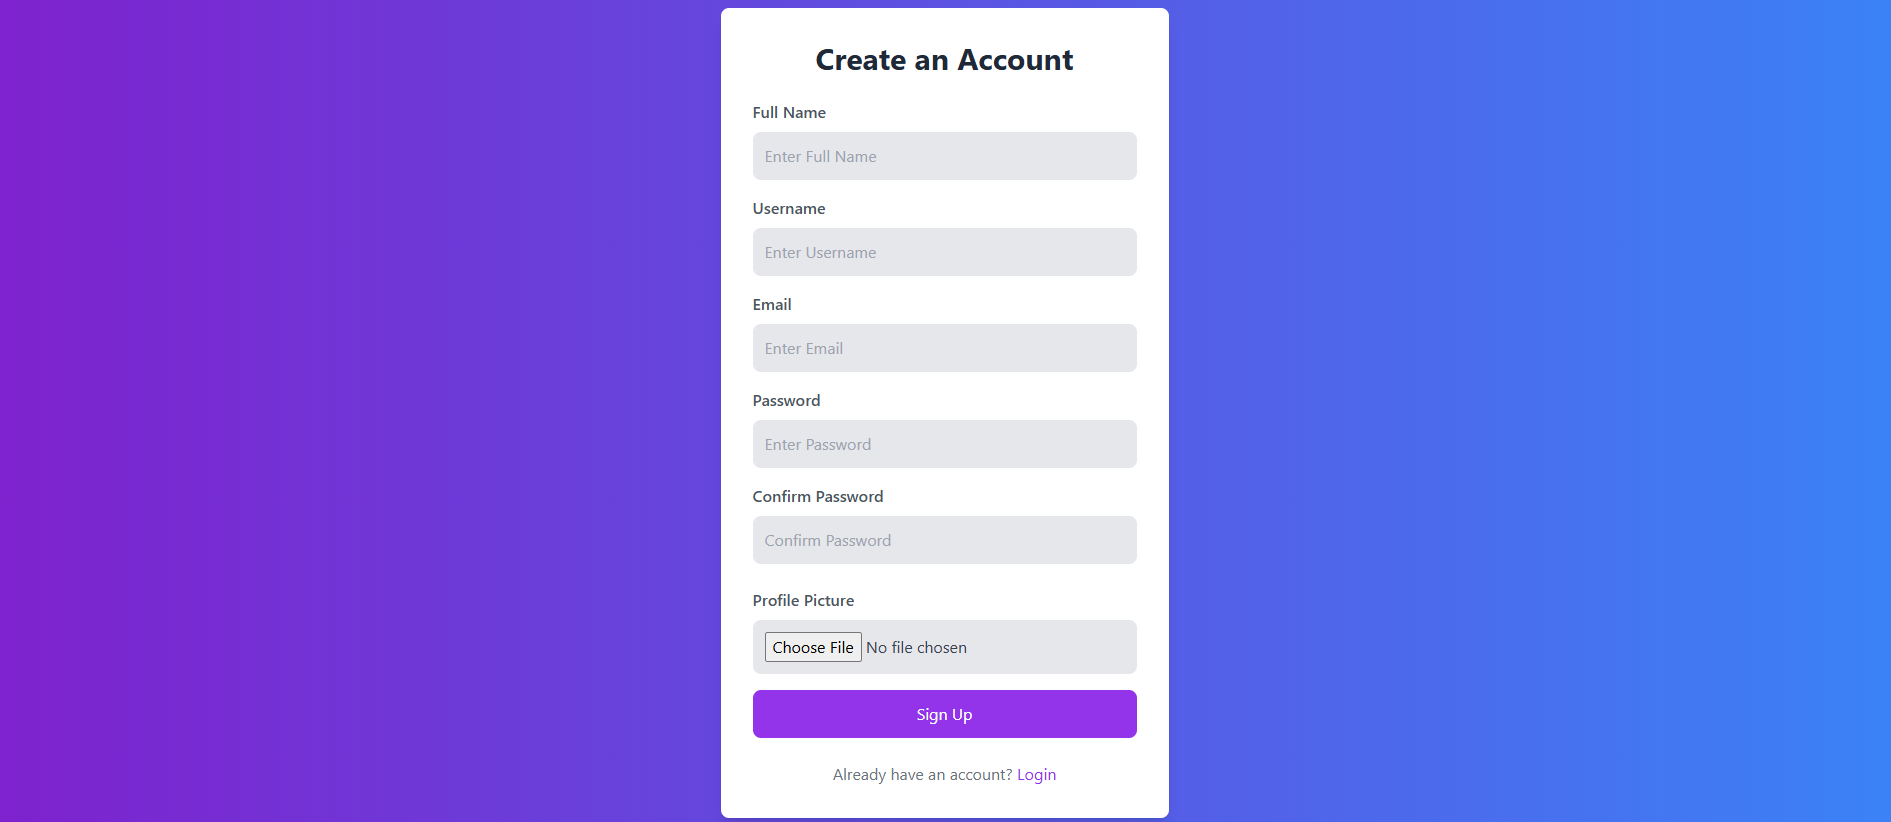 Create an Account
Full Name
Enter Full Name
Username
Enter Username
Email
Enter Email
Password
Enter Password
Confirm Password
Confirm Password
Profile Picture
Choose File No file chosen
Sign Up
Already have an account? Login